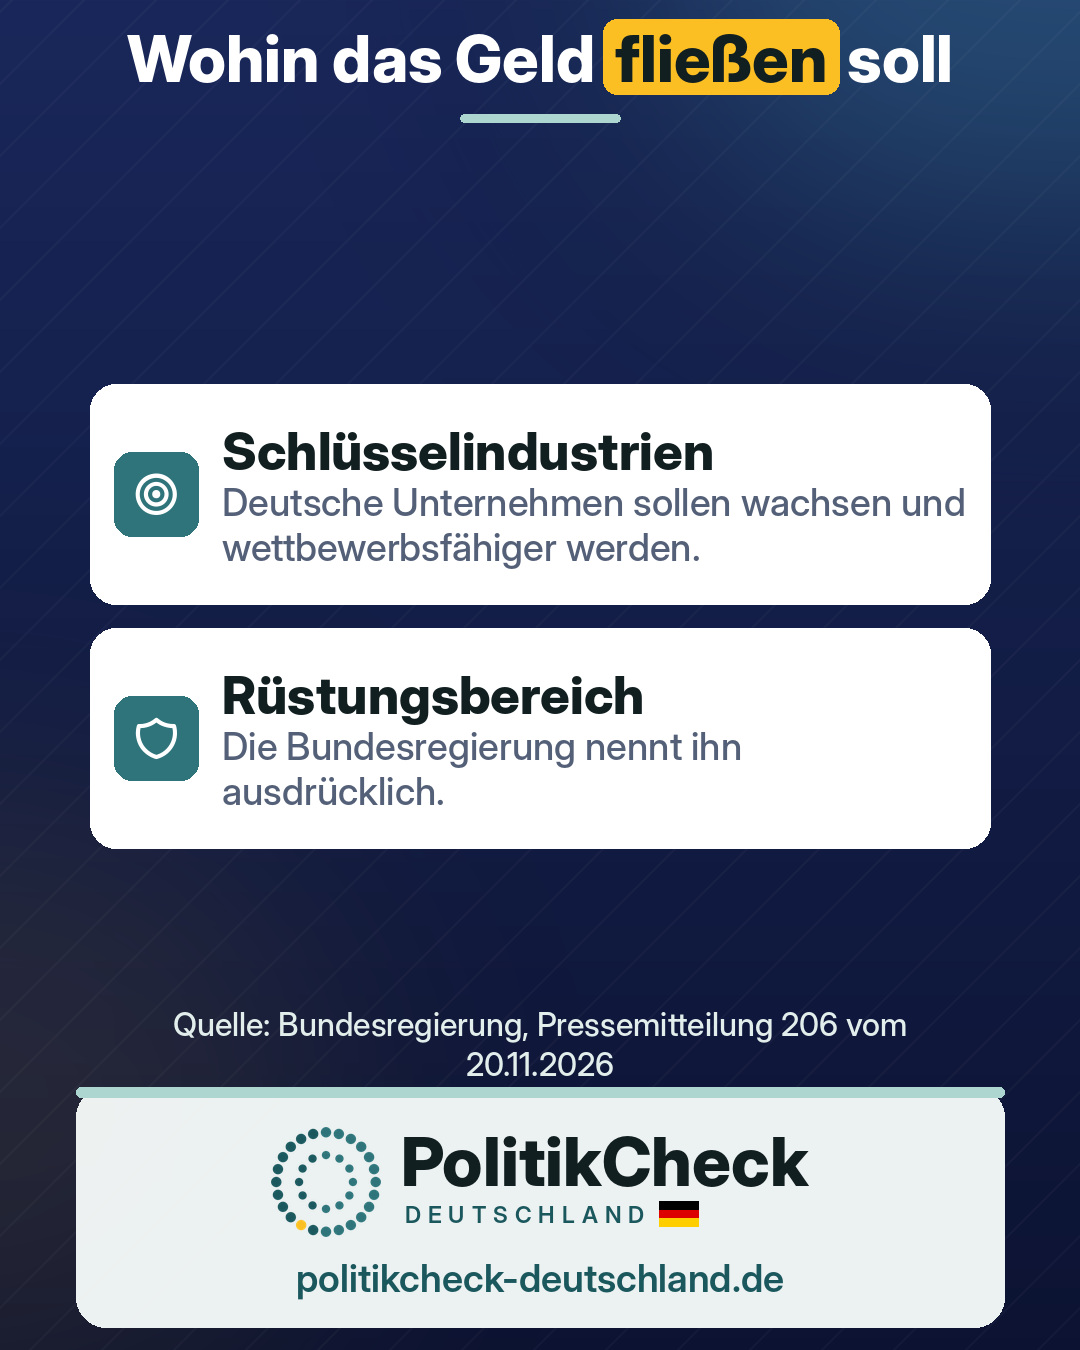 Wohin das Geld fließen soll
Schlüsselindustrien
Deutsche Unternehmen sollen wachsen und
wettbewerbsfähiger werden.
Rüstungsbereich
Die Bundesregierung nennt ihn
ausdrücklich.
Quelle: Bundesregierung, Pressemitteilung 206 vom
20.11.2026
PolitikCheck
DEUTSCHLAND
politikcheck-deutschland.de